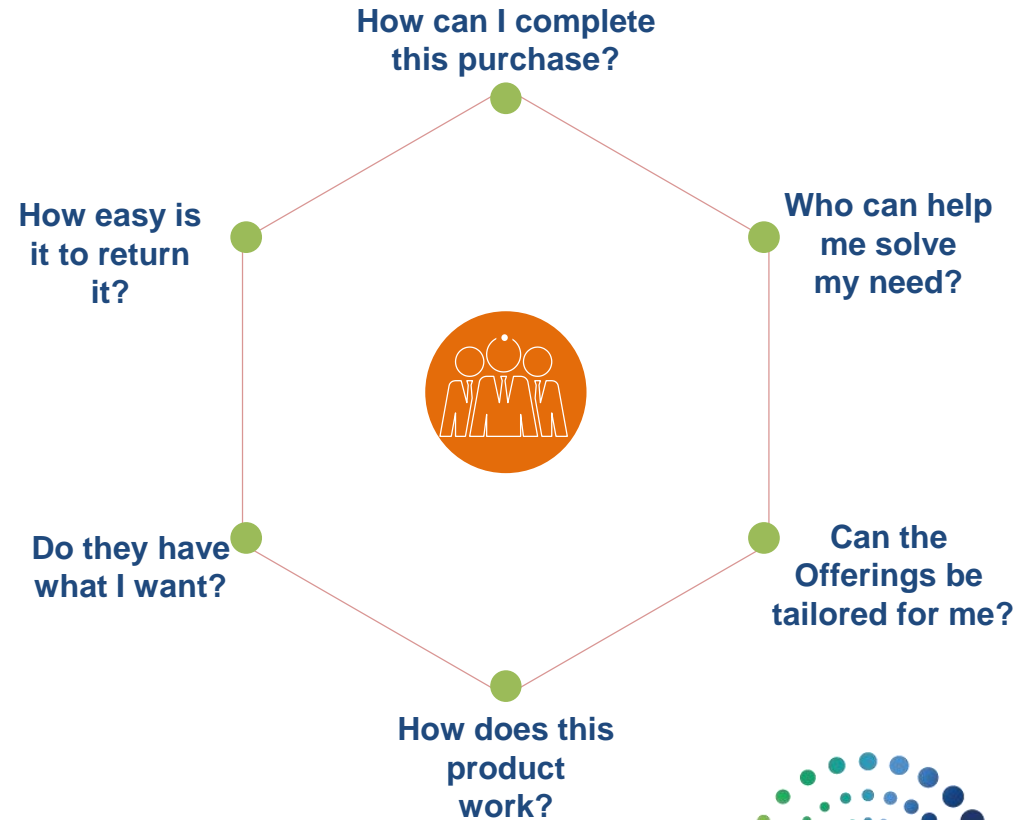 How can I complete
this purchase?
How easy is
it to return
it?
Who can help
me solve
my need?
Do they have
what I want?
Can the
Offerings be
tailored for me?
How does this
product
work?